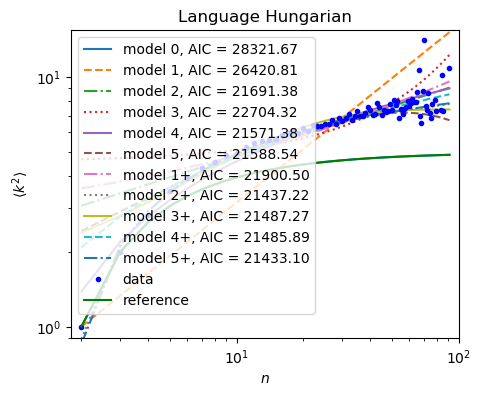 Language Hungarian
model 0, AIC = 28321.67
model 1, AIC = 26420.81
model 2, AIC = 21691.38
model 3, AIC = 22704.32
model 4, AIC = 21571.38
model 5, AIC = 21588.54
model 1+, AIC = 21900.50
model 2+, AIC = 21437.22
model 3+, AIC = 21487.27
model 4+, AIC = 21485.89
model 5+, AIC = 21433.10
data
reference
⟨k²⟩
10¹
10⁰
10¹
10²
n